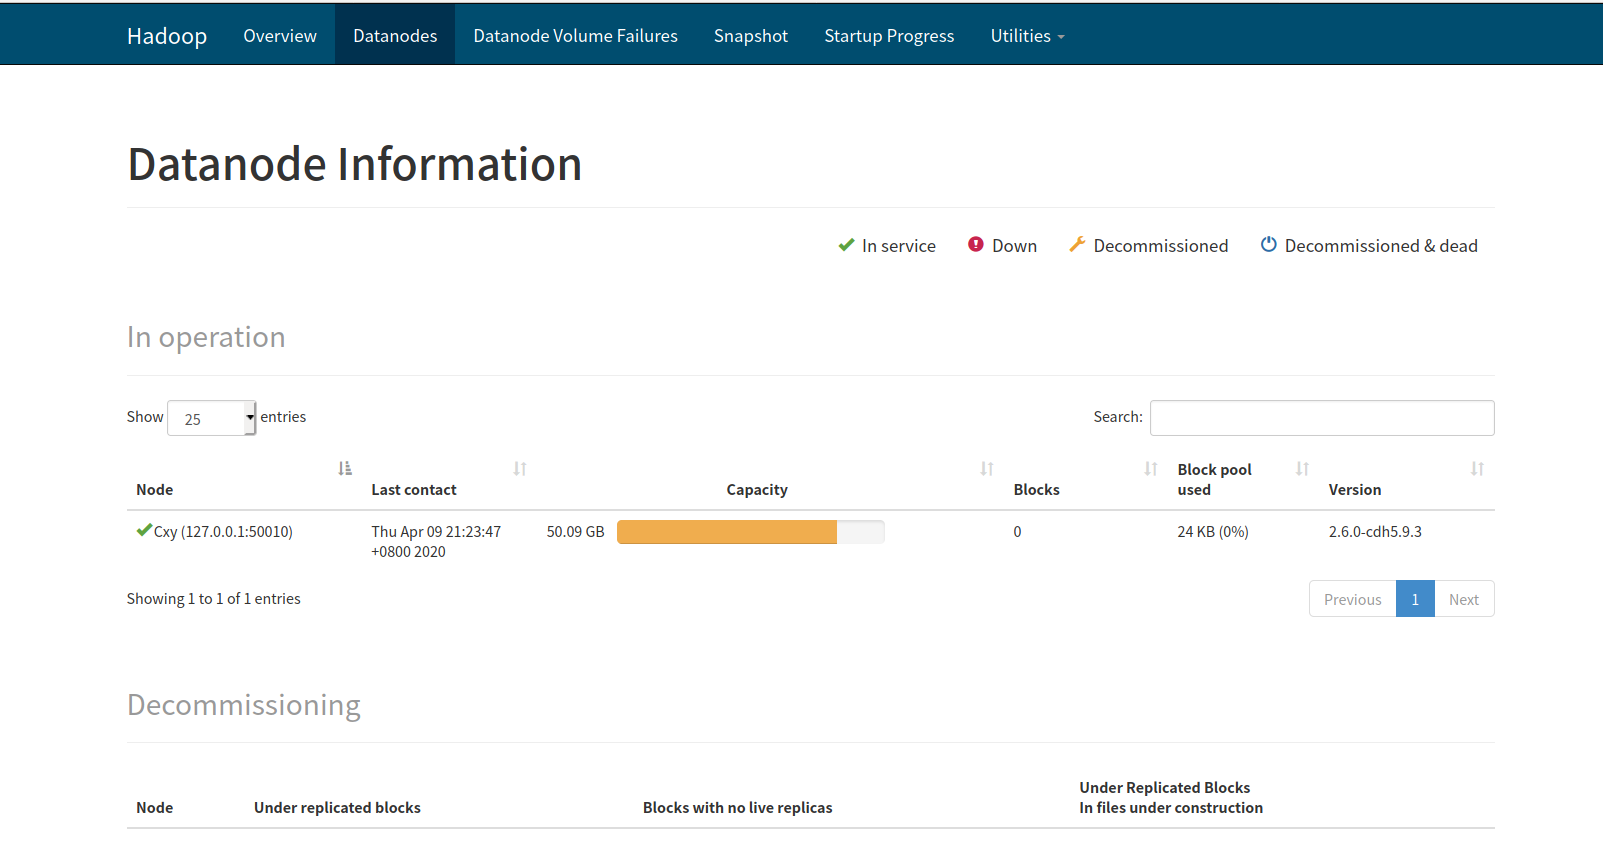 Hadoop Overview Datanodes Datanode Volume Failures Snapshot Startup Progress Utilities
Datanode Information
In service Down Decommissioned Decommissioned & dead
In operation
Show 25 entries Search:
Node Last contact Capacity Blocks Block pool used Version
Cxy (127.0.0.1:50010) Thu Apr 09 21:23:47 +0800 2020 50.09 GB 0 24 KB (0%) 2.6.0-cdh5.9.3
Showing 1 to 1 of 1 entries Previous 1 Next
Decommissioning
Node Under replicated blocks Blocks with no live replicas Under Replicated Blocks
In files under construction